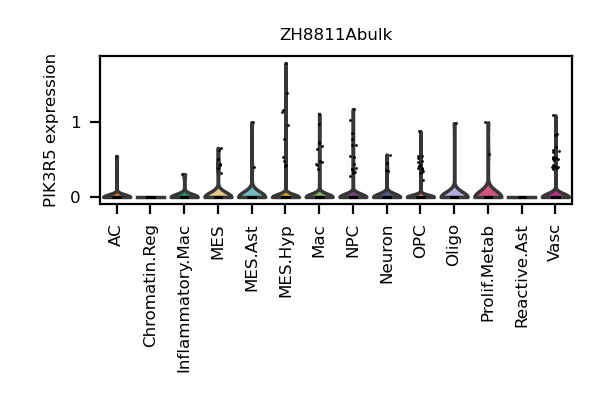 ZH8811Abulk
PIK3R5 expression
1
0
AC
Chromatin.Reg
Inflammatory.Mac
MES
MES.Ast
MES.Hyp
Mac
NPC
Neuron
OPC
Oligo
Prolif.Metab
Reactive.Ast
Vasc